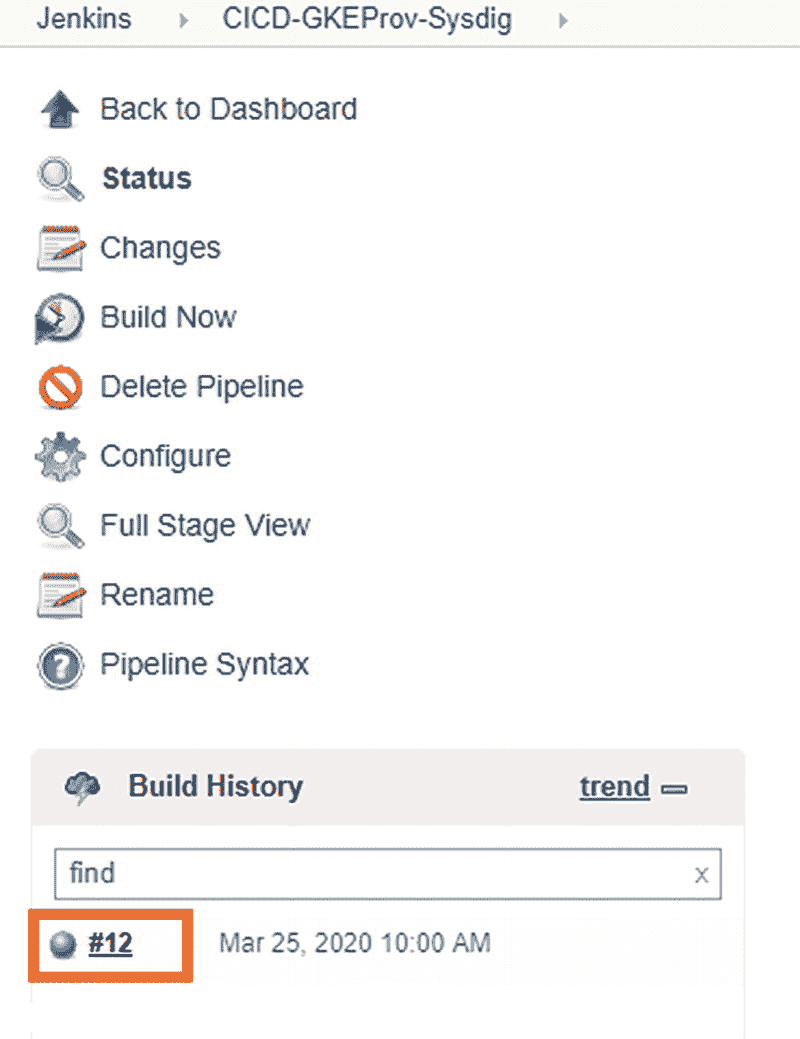 Jenkins CICD-GKEProv-Sysdig
Back to Dashboard
Status
Changes
Build Now
Delete Pipeline
Configure
Full Stage View
Rename
Pipeline Syntax
Build History trend
find x
#12 Mar 25, 2020 10:00 AM